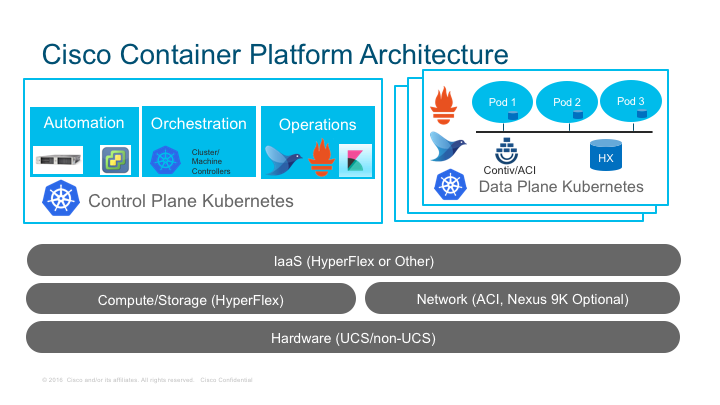 Cisco Container Platform Architecture
Automation
Orchestration
Operations
Cluster/
Machine
Controllers
Control Plane Kubernetes
Pod 1
Pod 2
Pod 3
Contiv/ACI
HX
Data Plane Kubernetes
IaaS (HyperFlex or Other)
Compute/Storage (HyperFlex)
Network (ACI, Nexus 9K Optional)
Hardware (UCS/non-UCS)
© 2016 Cisco and/or its affiliates. All rights reserved. Cisco Confidential